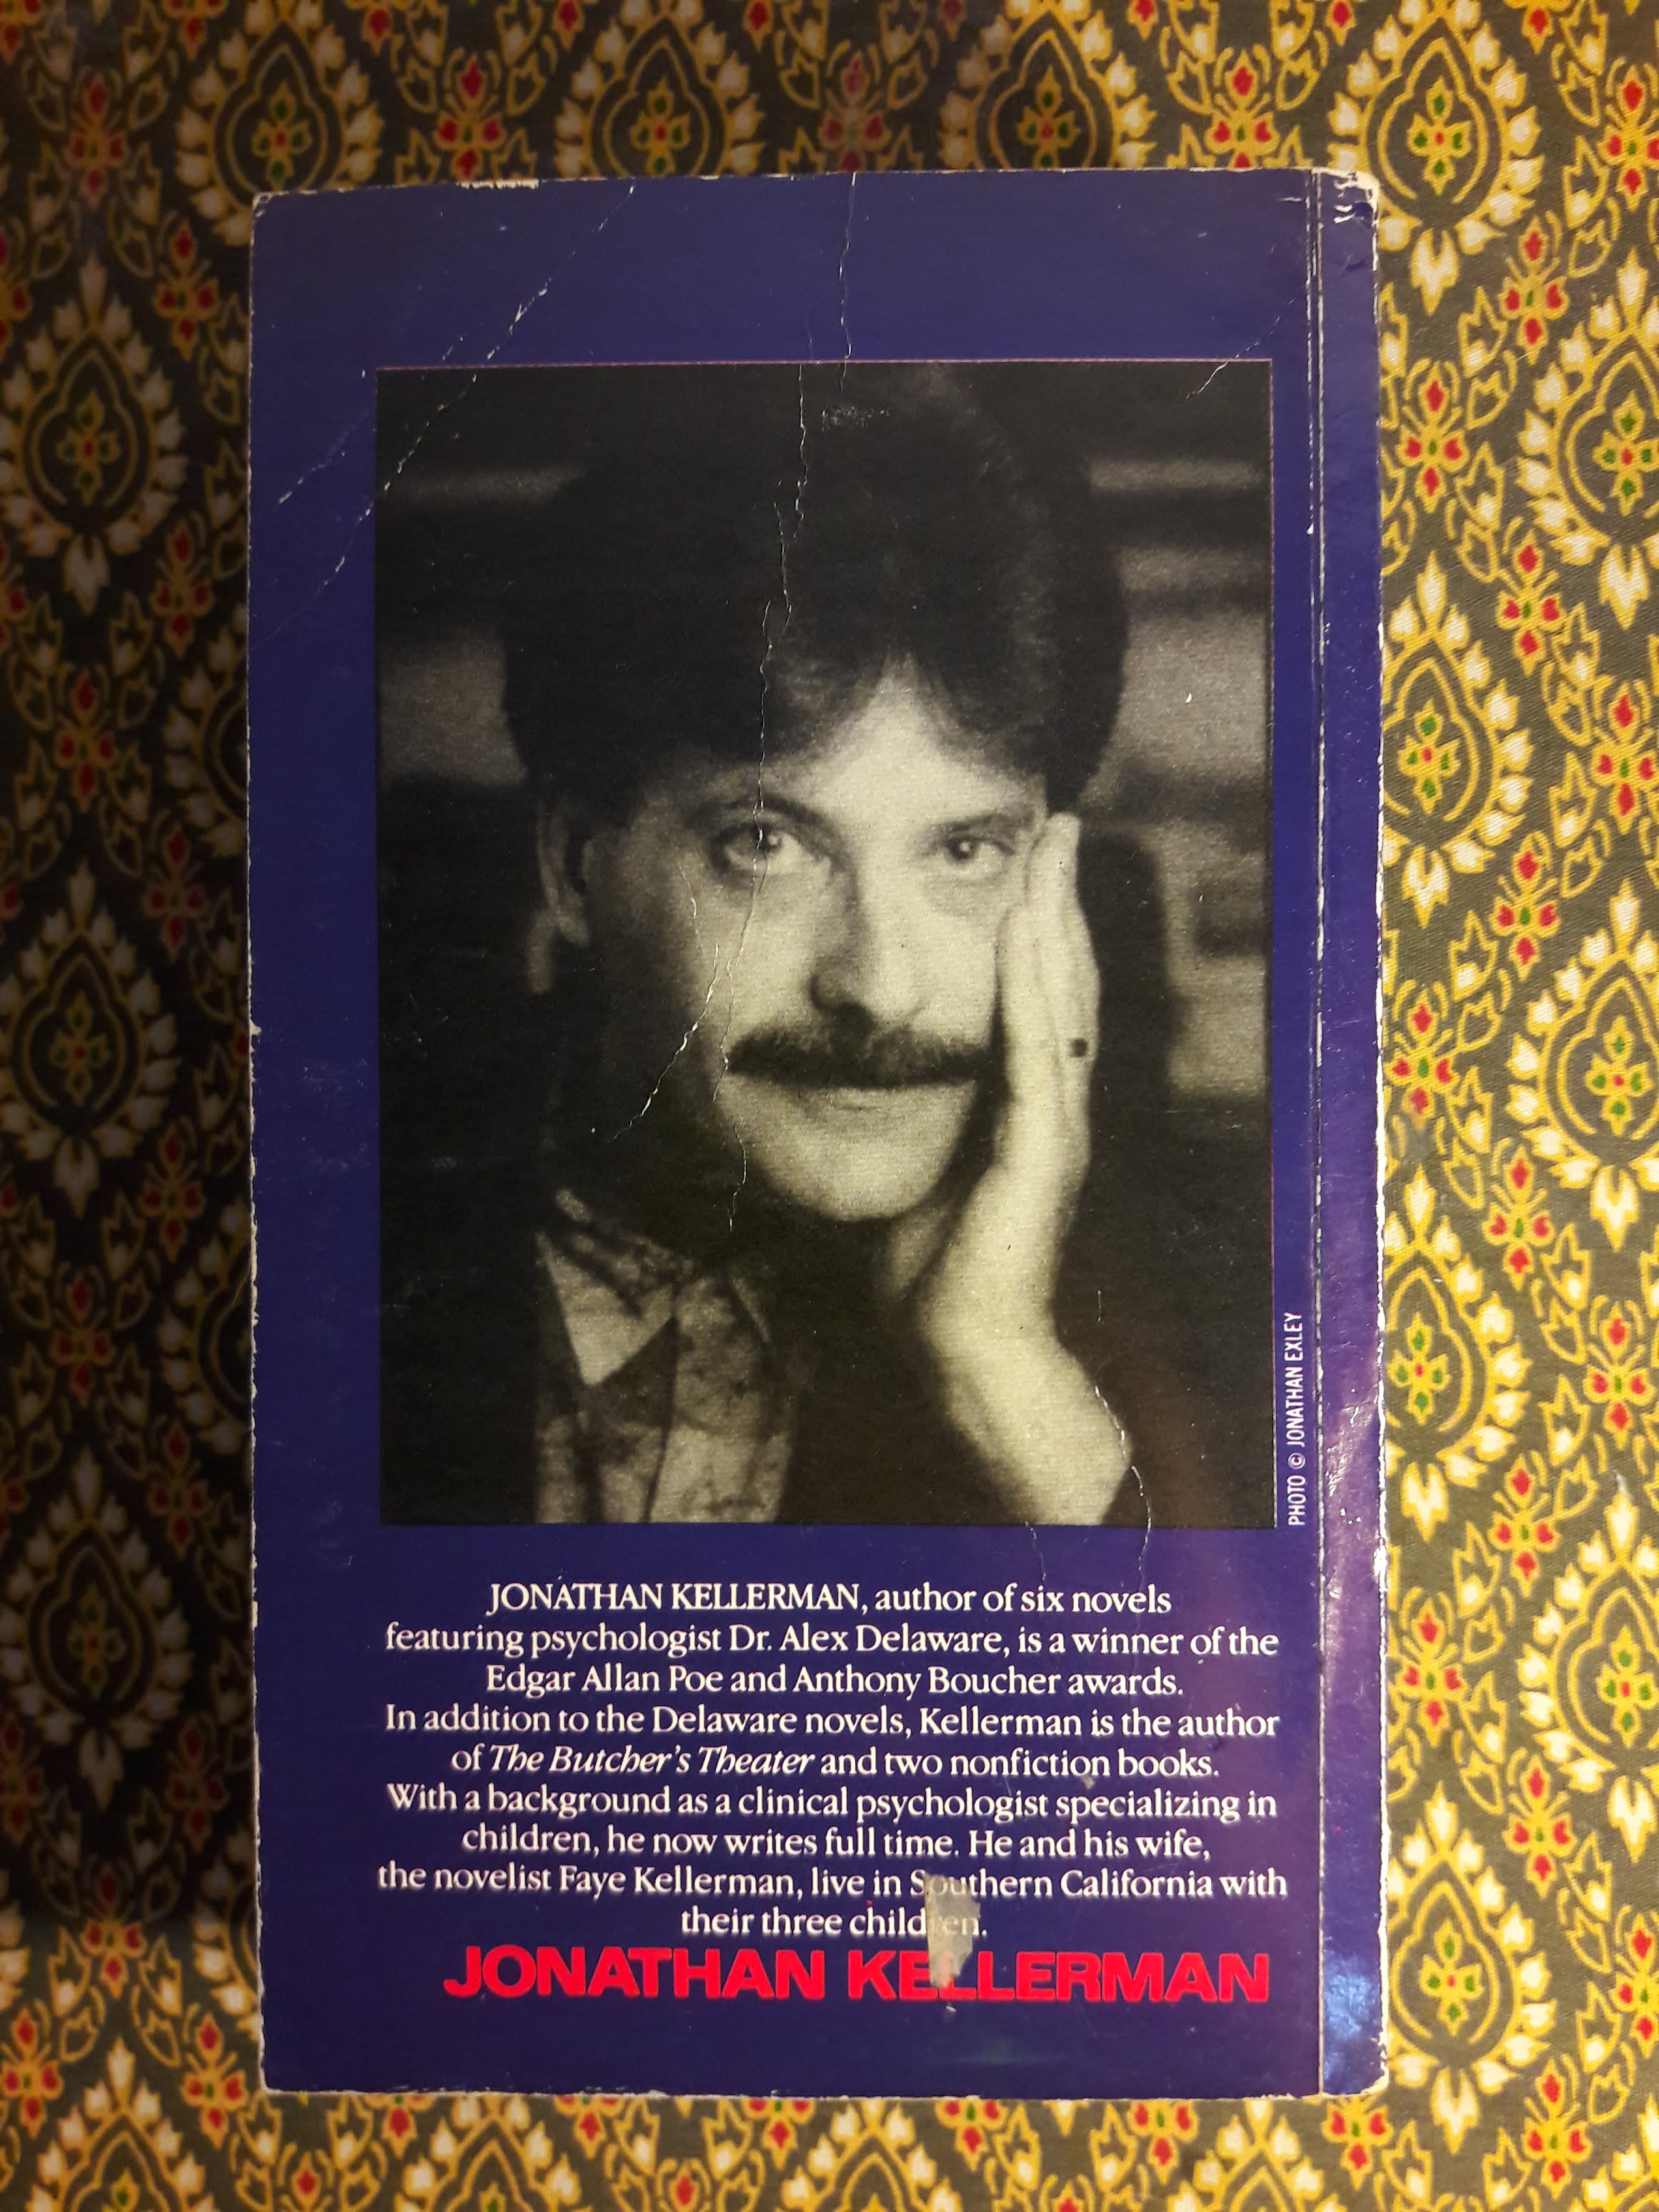 PHOTO © JONATHAN EXLEY
JONATHAN KELLERMAN, author of six novels
featuring psychologist Dr. Alex Delaware, is a winner of the
Edgar Allan Poe and Anthony Boucher awards.
In addition to the Delaware novels, Kellerman is the author
of The Butcher's Theater and two nonfiction books.
With a background as a clinical psychologist specializing in
children, he now writes full time. He and his wife,
the novelist Faye Kellerman, live in Southern California with
their three children.
JONATHAN KELLERMAN